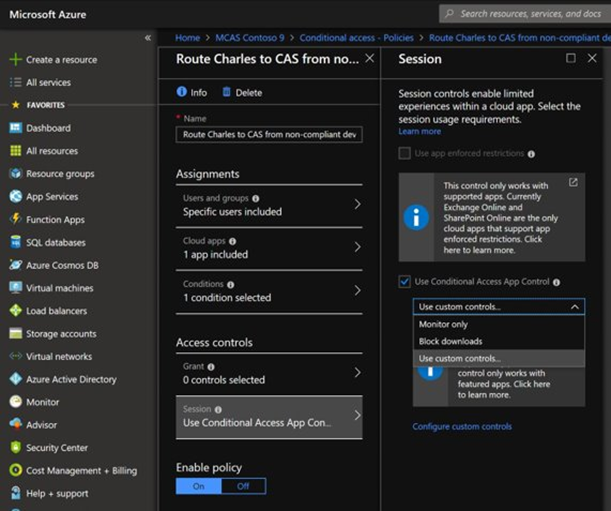 Microsoft Azure
Search resources, services, and docs
Home > MCAS Contoso 9 > Conditional access - Policies > Route Charles to CAS from non-compliant de
«
Create a resource
All services
FAVORITES
Dashboard
All resources
Resource groups
App Services
Function Apps
SQL databases
Azure Cosmos DB
Virtual machines
Load balancers
Storage accounts
Virtual networks
Azure Active Directory
Monitor
Advisor
Security Center
Cost Management + Billing
Help + support
Route Charles to CAS from no...
Info
Delete
* Name
Route Charles to CAS from non-compliant dev
Assignments
Users and groups
Specific users included
Cloud apps
1 app included
Conditions
1 condition selected
Access controls
Grant
0 controls selected
Session
Use Conditional Access App Con...
Enable policy
On
Off
Session
Session controls enable limited
experiences within a cloud app. Select the
session usage requirements.
Learn more
Use app enforced restrictions
This control only works with
supported apps. Currently
Exchange Online and
SharePoint Online are the only
cloud apps that support app
enforced restrictions. Click
here to learn more.
Use Conditional Access App Control
Use custom controls...
Monitor only
Block downloads
Use custom controls...
control only works with
featured apps. Click here
to learn more.
Configure custom controls